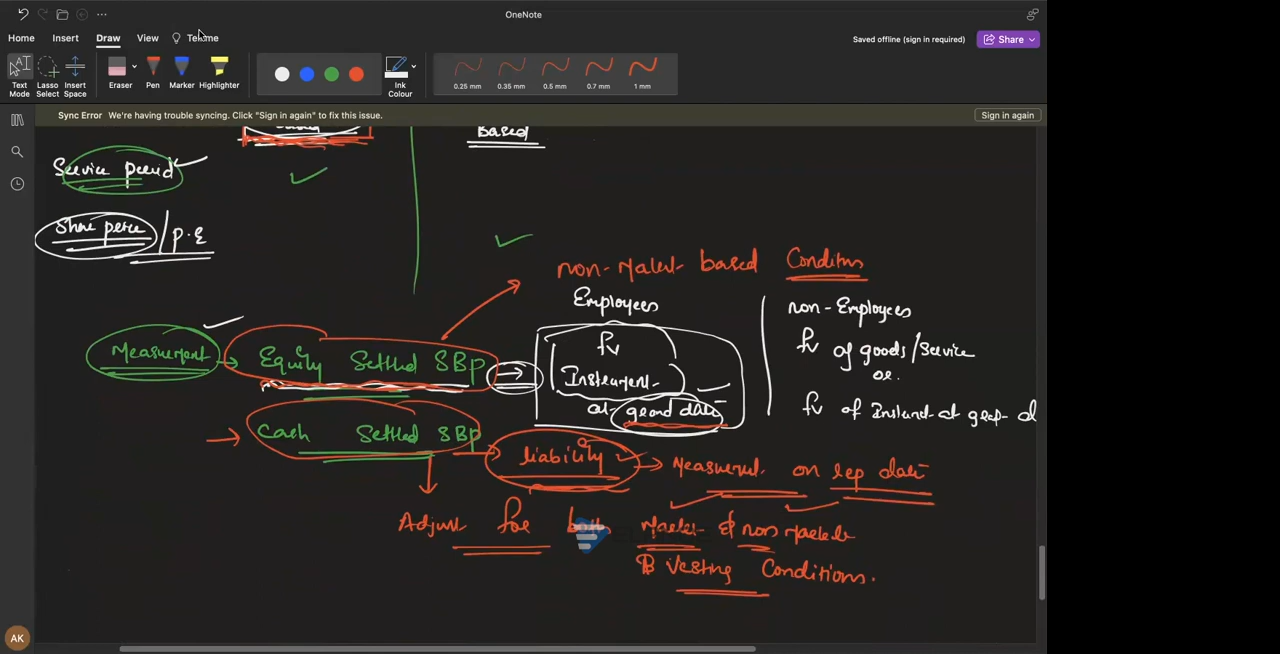 OneNote
Home Insert Draw View Tell me
Saved offline (sign in required) Share
Text Mode
Lasso Select
Insert Space
Eraser
Pen
Marker
Highlighter
Ink Colour
0.25 mm 0.35 mm 0.5 mm 0.7 mm 1 mm
Sync Error We're having trouble syncing. Click "Sign in again" to fix this issue. Sign in again
Based
Service period
Share price / P.E
non-Market based Conditions
Employees
non-Employees
Measurement → Equity Settled SBP →
fv
Instrument
at grant date
fv of goods/Service
or.
fv of Instrument at
Cash Settled SBP → liability → Measurement on rep date
Adjust for both Market & non Market
Vesting Conditions.
AK